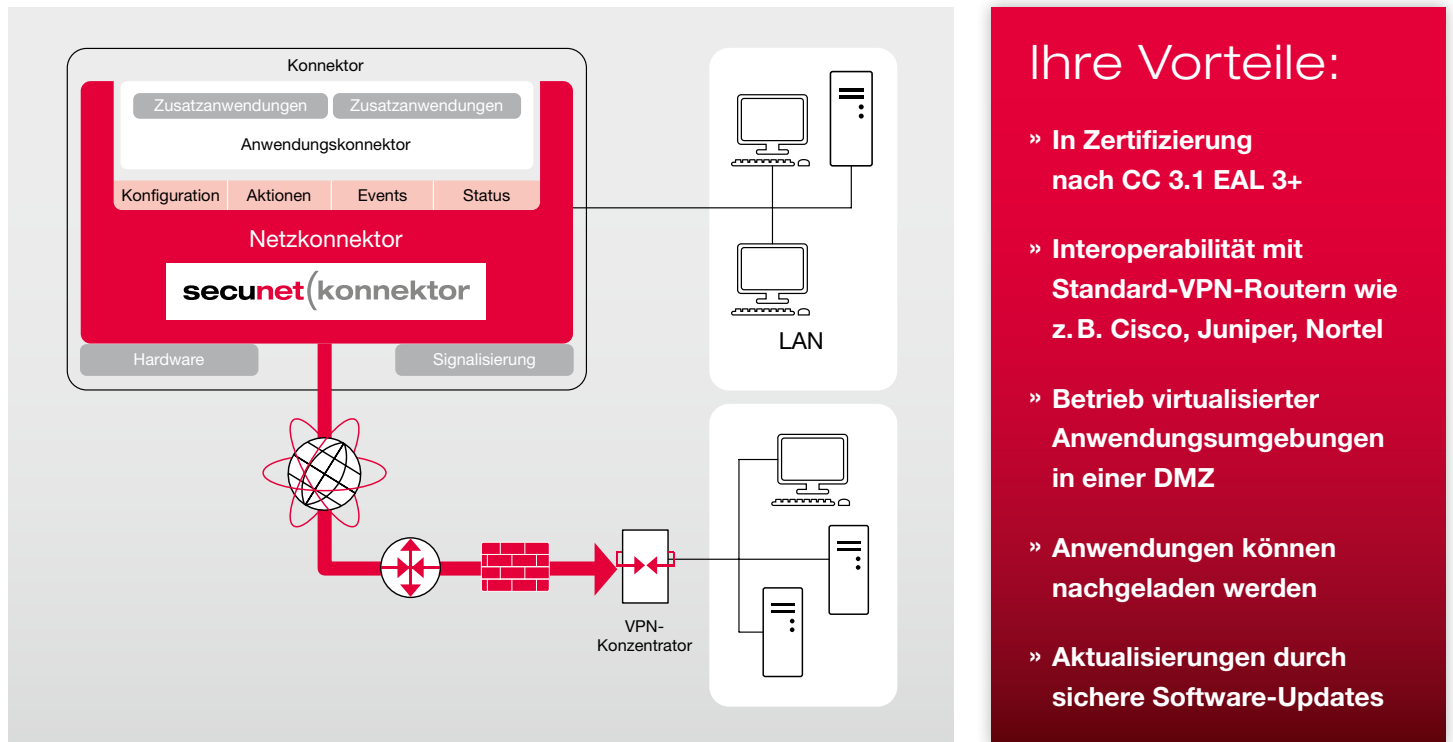 Konnektor
Zusatzanwendungen
Zusatzanwendungen
Anwendungskonnektor
Konfiguration
Aktionen
Events
Status
Netzkonnektor
secunet(konnektor
Hardware
Signalisierung
LAN
VPN-
Konzentrator
Ihre Vorteile:
» In Zertifizierung
nach CC 3.1 EAL 3+
» Interoperabilität mit
Standard-VPN-Routern wie
z. B. Cisco, Juniper, Nortel
» Betrieb virtualisierter
Anwendungsumgebungen
in einer DMZ
» Anwendungen können
nachgeladen werden
» Aktualisierungen durch
sichere Software-Updates